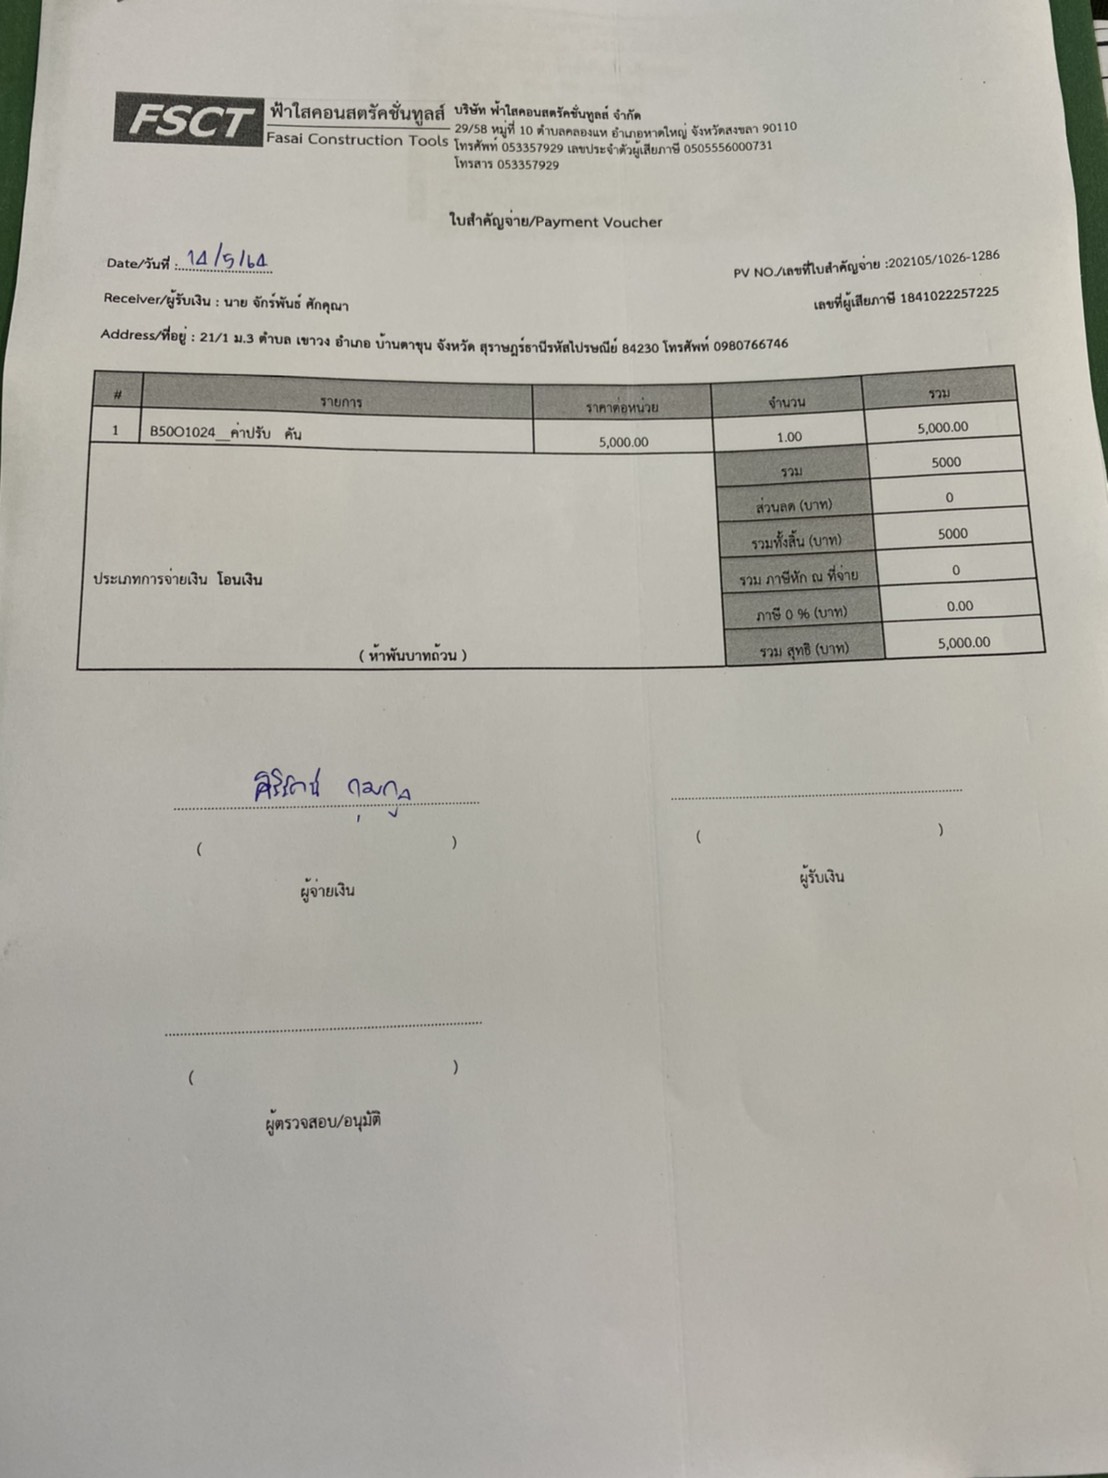 FSCT
ฟ้าใสคอนสตรัคชั่นทูลส์
Fasai Construction Tools
บริษัท ฟ้าใสคอนสตรัคชั่นทูลส์ จำกัด
29/58 หมู่ที่ 10 ตำบลคลองแห อำเภอหาดใหญ่ จังหวัดสงขลา 90110
โทรศัพท์ 053357929 เลขประจำตัวผู้เสียภาษี 0505556000731
โทรสาร 053357929
ใบสำคัญจ่าย/Payment Voucher
Date/วันที่ : 14/5/64
PV NO./เลขที่ใบสำคัญจ่าย :202105/1026-1286
Receiver/ผู้รับเงิน : นาย จักร์พันธ์ ศักคุณา
เลขที่ผู้เสียภาษี 1841022257225
Address/ที่อยู่ : 21/1 ม.3 ตำบล เขาวง อำเภอ บ้านตาขุน จังหวัด สุราษฎร์ธานีรหัสไปรษณีย์ 84230 โทรศัพท์ 0980766746
# รายการ ราคาต่อหน่วย จำนวน รวม
1 B5001024__ค่าปรับ คัน 5,000.00 1.00 5,000.00
รวม 5000
ส่วนลด (บาท) 0
รวมทั้งสิ้น (บาท) 5000
ประเภทการจ่ายเงิน โอนเงิน
รวม ภาษีหัก ณ ที่จ่าย 0
ภาษี 0 % (บาท) 0.00
( ห้าพันบาทถ้วน )
รวม สุทธิ (บาท) 5,000.00
( )
( )
ผู้จ่ายเงิน
ผู้รับเงิน
( )
ผู้ตรวจสอบ/อนุมัติ